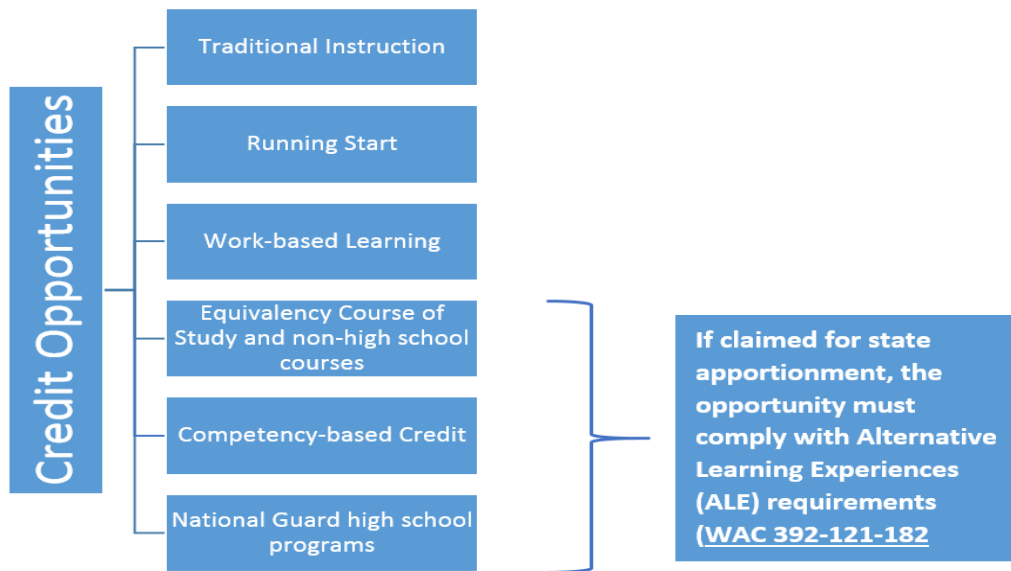 Credit Opportunities
Traditional Instruction
Running Start
Work-based Learning
Equivalency Course of
Study and non-high school
courses
Competency-based Credit
National Guard high school
programs
If claimed for state
apportionment, the
opportunity must
comply with Alternative
Learning Experiences
(ALE) requirements
(WAC 392-121-182